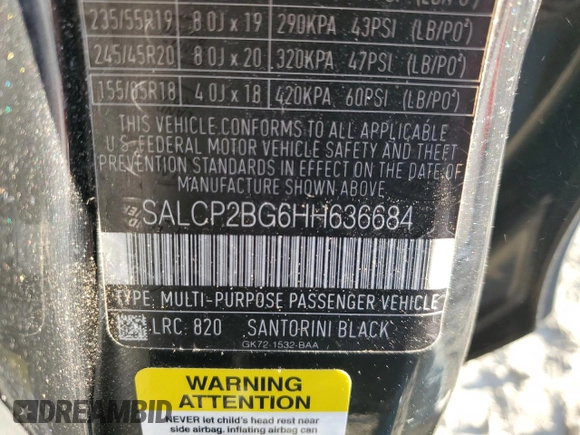 235/55R19 8.0J x 19 290KPA 43PSI (LB/PO²)
245/45R20 8.0J x 20 320KPA 47PSI (LB/PO²)
155/85R18 4.0J x 18 420KPA 60PSI (LB/PO²)
THIS VEHICLE CONFORMS TO ALL APPLICABLE
U.S. FEDERAL MOTOR VEHICLE SAFETY AND THEFT
PREVENTION STANDARDS IN EFFECT ON THE DATE OF
MANUFACTURE SHOWN ABOVE.
SALCP2BG6HH636684
TYPE: MULTI-PURPOSE PASSENGER VEHICLE
LRC: 820 SANTORINI BLACK
GK72-1532-BAA
WARNING
ATTENTION
NEVER let child's head rest near
side airbag. Inflating airbag can
DREAMBID.com